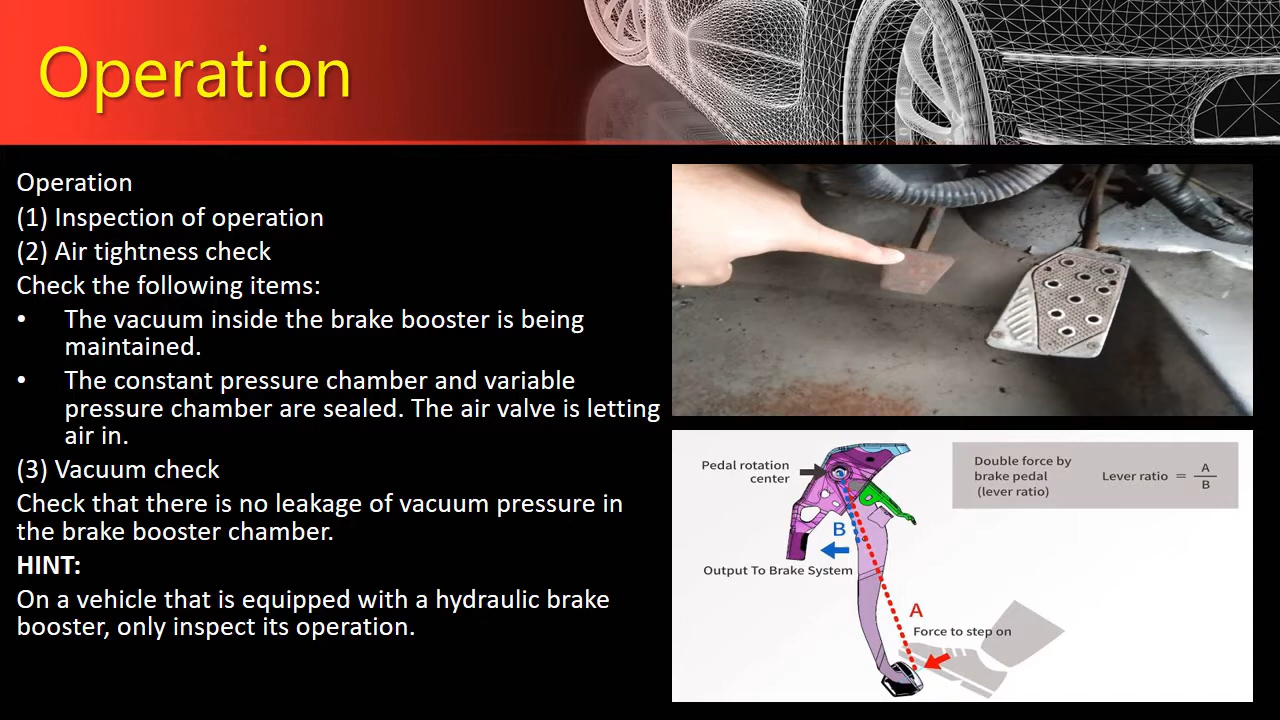 Operation
Operation
(1) Inspection of operation
(2) Air tightness check
Check the following items:
• The vacuum inside the brake booster is being
maintained.
• The constant pressure chamber and variable
pressure chamber are sealed. The air valve is letting
air in.
(3) Vacuum check
Check that there is no leakage of vacuum pressure in
the brake booster chamber.
HINT:
On a vehicle that is equipped with a hydraulic brake
booster, only inspect its operation.
Pedal rotation
center
Double force by
brake pedal
(lever ratio)
Lever ratio = A
B
B
Output To Brake System
A
Force to step on